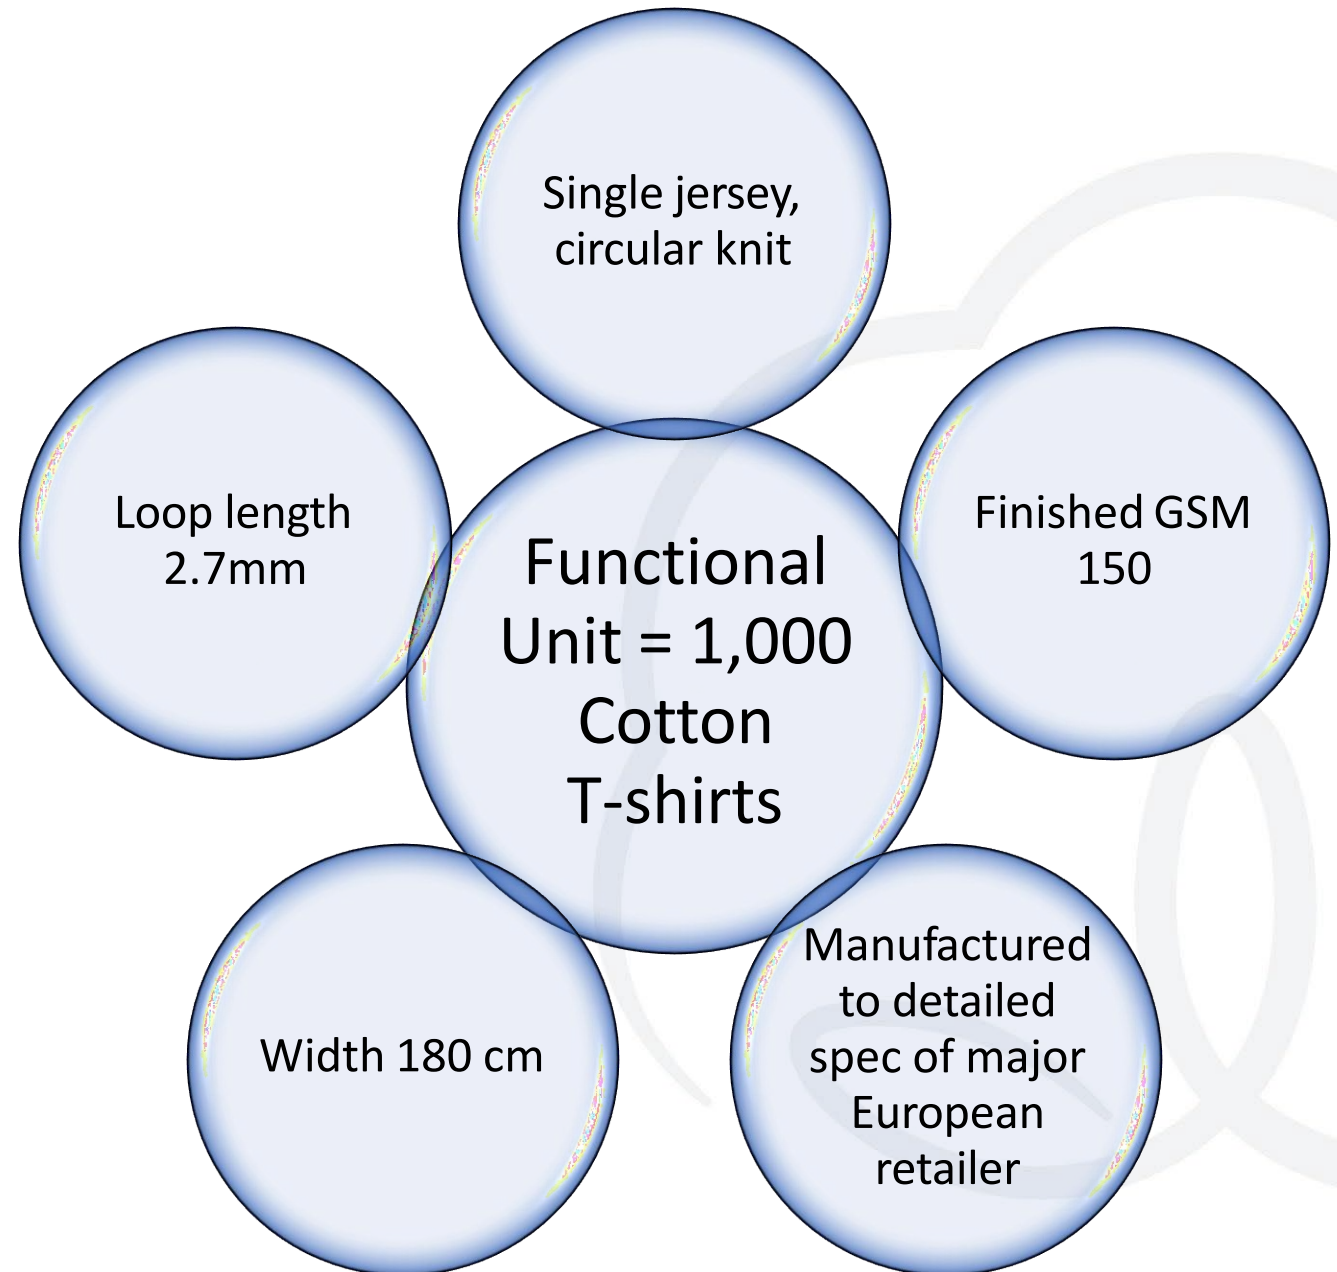 Single jersey,
circular knit
Loop length
2.7mm
Finished GSM
150
Functional
Unit = 1,000
Cotton
T-shirts
Width 180 cm
Manufactured
to detailed
spec of major
European
retailer